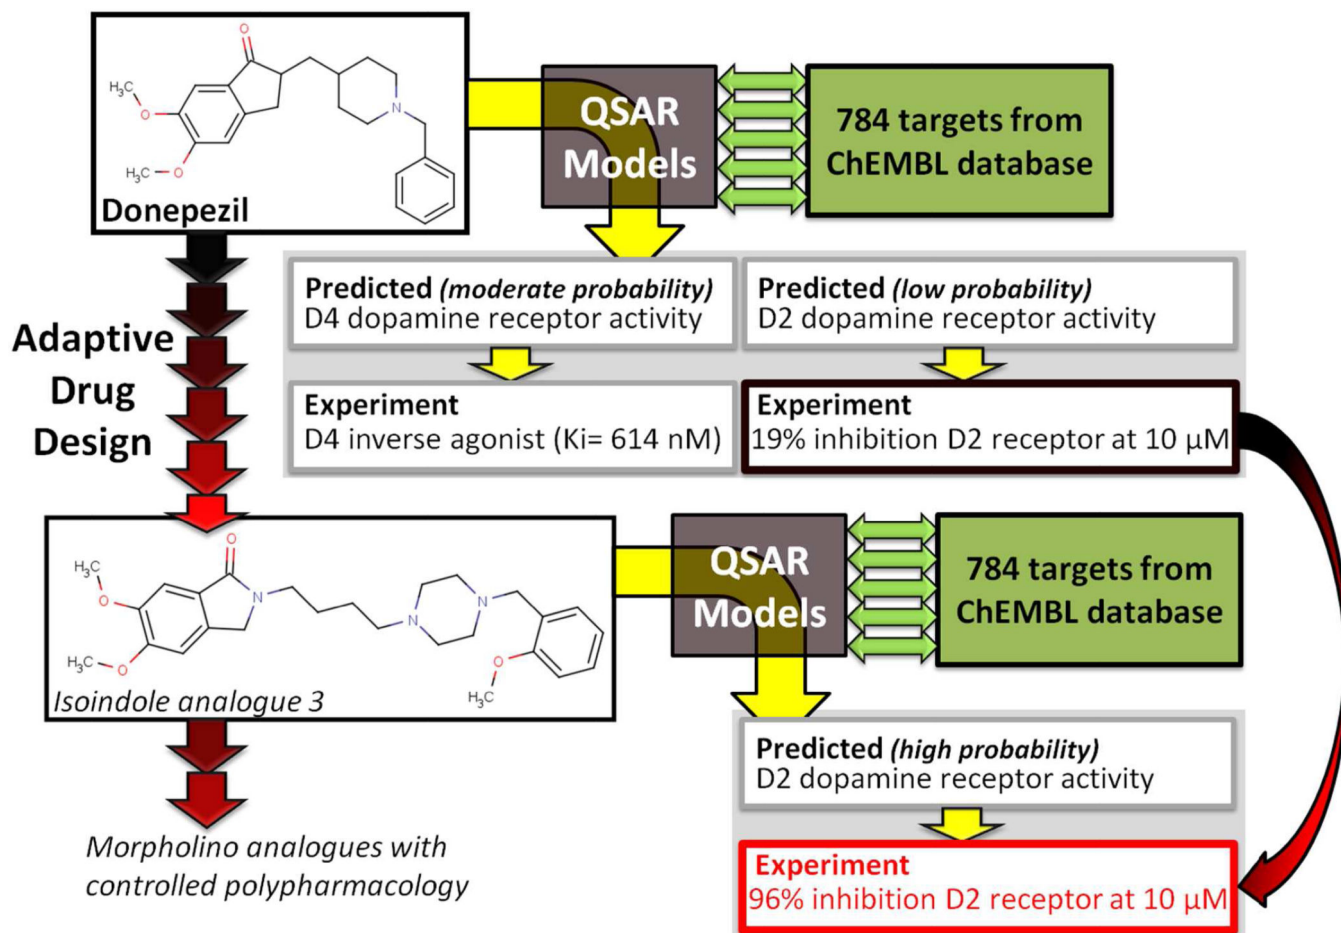 O
H₃C
O
N
H₃C
O
Donepezil
QSAR
Models
784 targets from
ChEMBL database
Predicted (moderate probability)
D4 dopamine receptor activity
Predicted (low probability)
D2 dopamine receptor activity
Experiment
D4 inverse agonist (Ki= 614 nM)
Experiment
19% inhibition D2 receptor at 10 µM
Adaptive
Drug
Design
O
H₃C
O
N
N
N
H₃C
O
O
H₃C
Isoindole analogue 3
QSAR
Models
784 targets from
ChEMBL database
Predicted (high probability)
D2 dopamine receptor activity
Experiment
96% inhibition D2 receptor at 10 µM
Morpholino analogues with
controlled polypharmacology